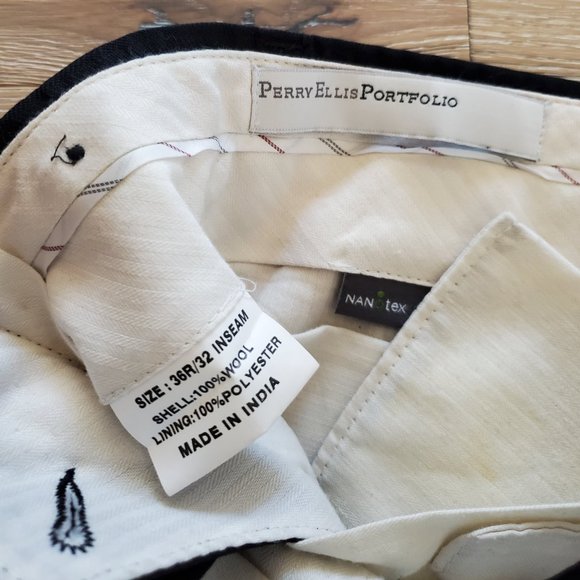 PERRY ELLIS PORTFOLIO
NANOtex
SIZE : 36R/32 INSEAM
SHELL:100%WOOL
LINING:100%POLYESTER
MADE IN INDIA